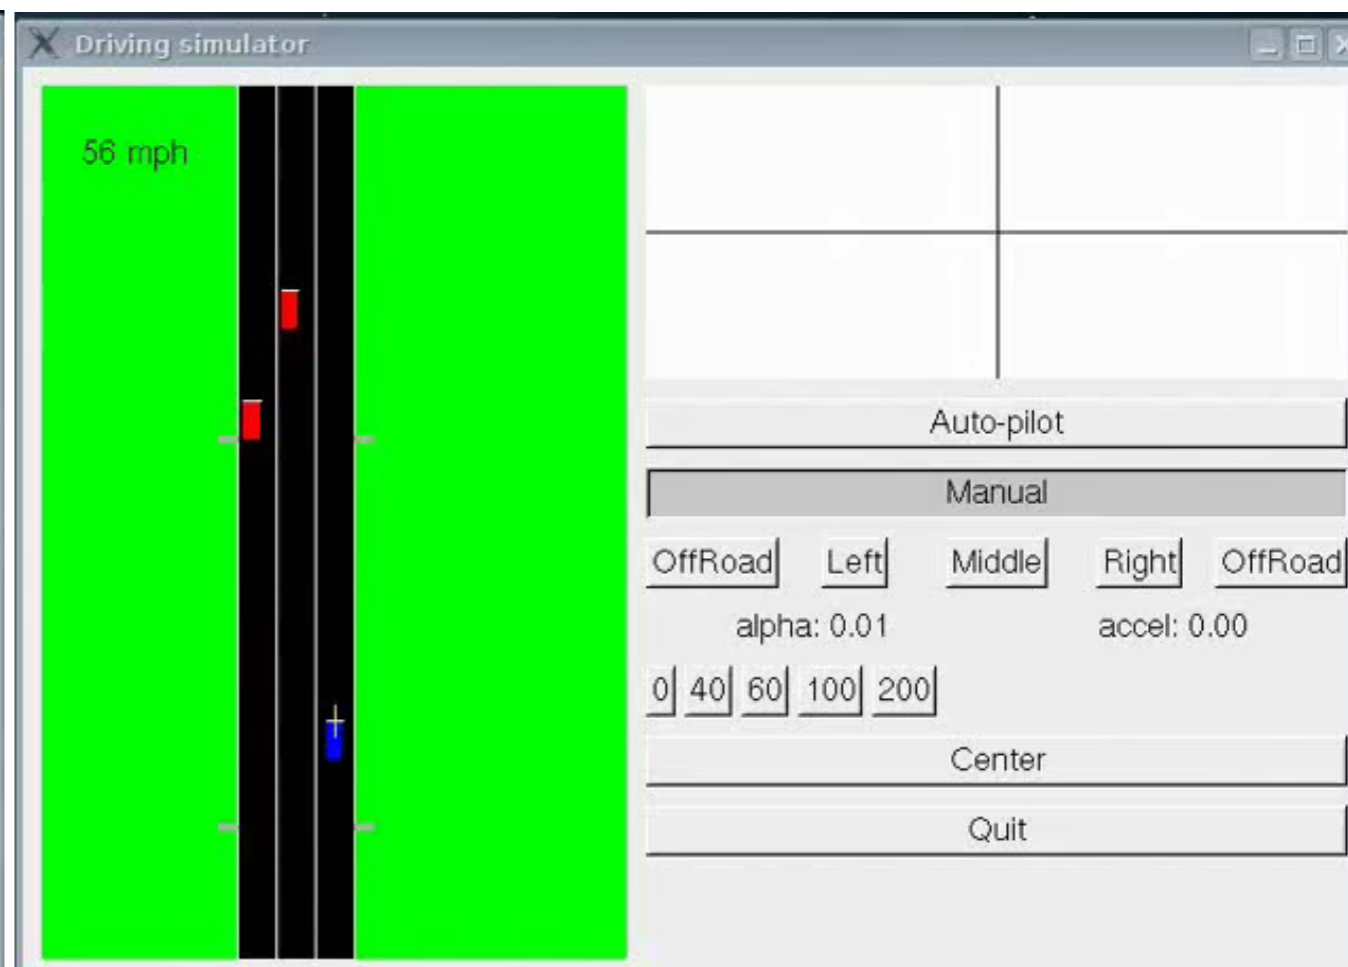 Driving simulator
56 mph
Auto-pilot
Manual
OffRoad Left Middle Right OffRoad
alpha: 0.01 accel: 0.00
0 40 60 100 200
Center
Quit